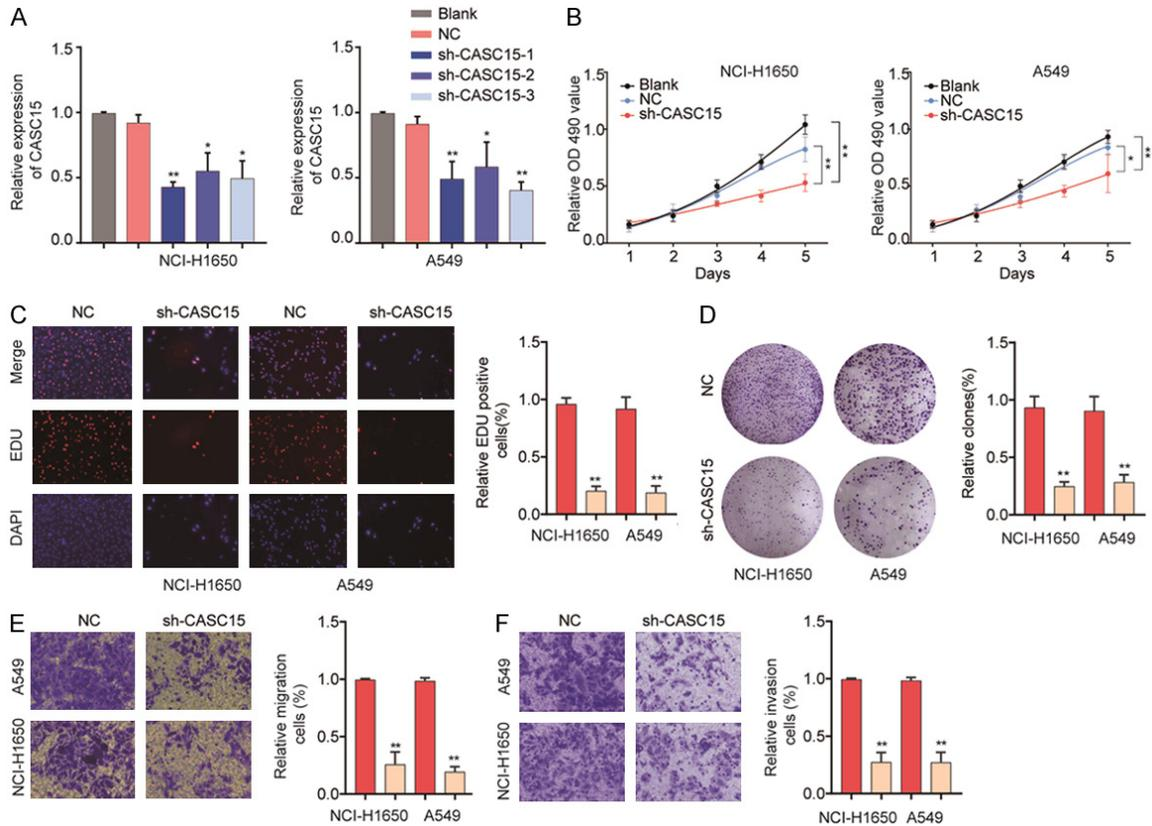 A
Blank
NC
sh-CASC15-1
sh-CASC15-2
sh-CASC15-3
Relative expression
of CASC15
1.5
1.0
0.5
0.0
**
*
*
NCI-H1650
Relative expression
of CASC15
1.5
1.0
0.5
0.0
**
*
**
A549
B
NCI-H1650
Relative OD 490 value
1.5
1.0
0.5
0.0
Blank
NC
sh-CASC15
**
**
1 2 3 4 5
Days
A549
Relative OD 490 value
1.5
1.0
0.5
0.0
Blank
NC
sh-CASC15
*
**
1 2 3 4 5
Days
C
NC sh-CASC15 NC sh-CASC15
Merge
EDU
DAPI
NCI-H1650 A549
Relative EDU positive
cells(%)
1.5
1.0
0.5
0.0
** **
NCI-H1650 A549
D
NC
sh-CASC15
NCI-H1650 A549
Relative clones(%)
1.5
1.0
0.5
0.0
** **
NCI-H1650 A549
E
NC sh-CASC15
A549
NCI-H1650
Relative migration
cells (%)
1.5
1.0
0.5
0.0
** **
NCI-H1650 A549
F
NC sh-CASC15
A549
NCI-H1650
Relative invasion
cells (%)
1.5
1.0
0.5
0.0
** **
NCI-H1650 A549